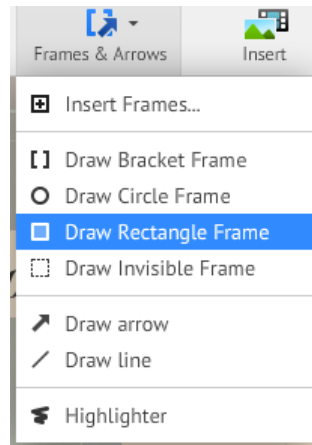 Frames & Arrows
Insert
Insert Frames...
Draw Bracket Frame
Draw Circle Frame
Draw Rectangle Frame
Draw Invisible Frame
Draw arrow
Draw line
Highlighter